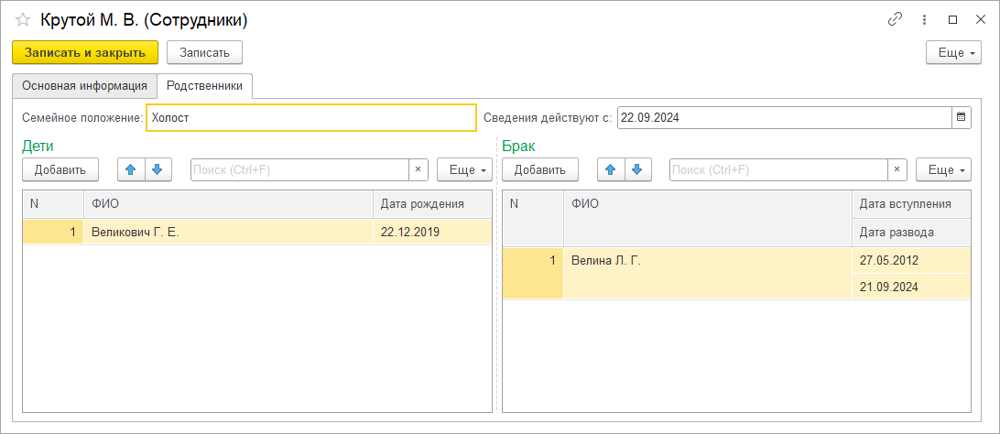 Крутой М. В. (Сотрудники)
Записать и закрыть Записать Еще
Основная информация Родственники
Семейное положение: Холост Сведения действуют с: 22.09.2024
Дети Брак
Добавить Поиск (Ctrl+F) × Еще Добавить Поиск (Ctrl+F) × Еще
N ФИО Дата рождения N ФИО Дата вступления
Дата развода
1 Великович Г. Е. 22.12.2019
1 Велина Л. Г. 27.05.2012
21.09.2024